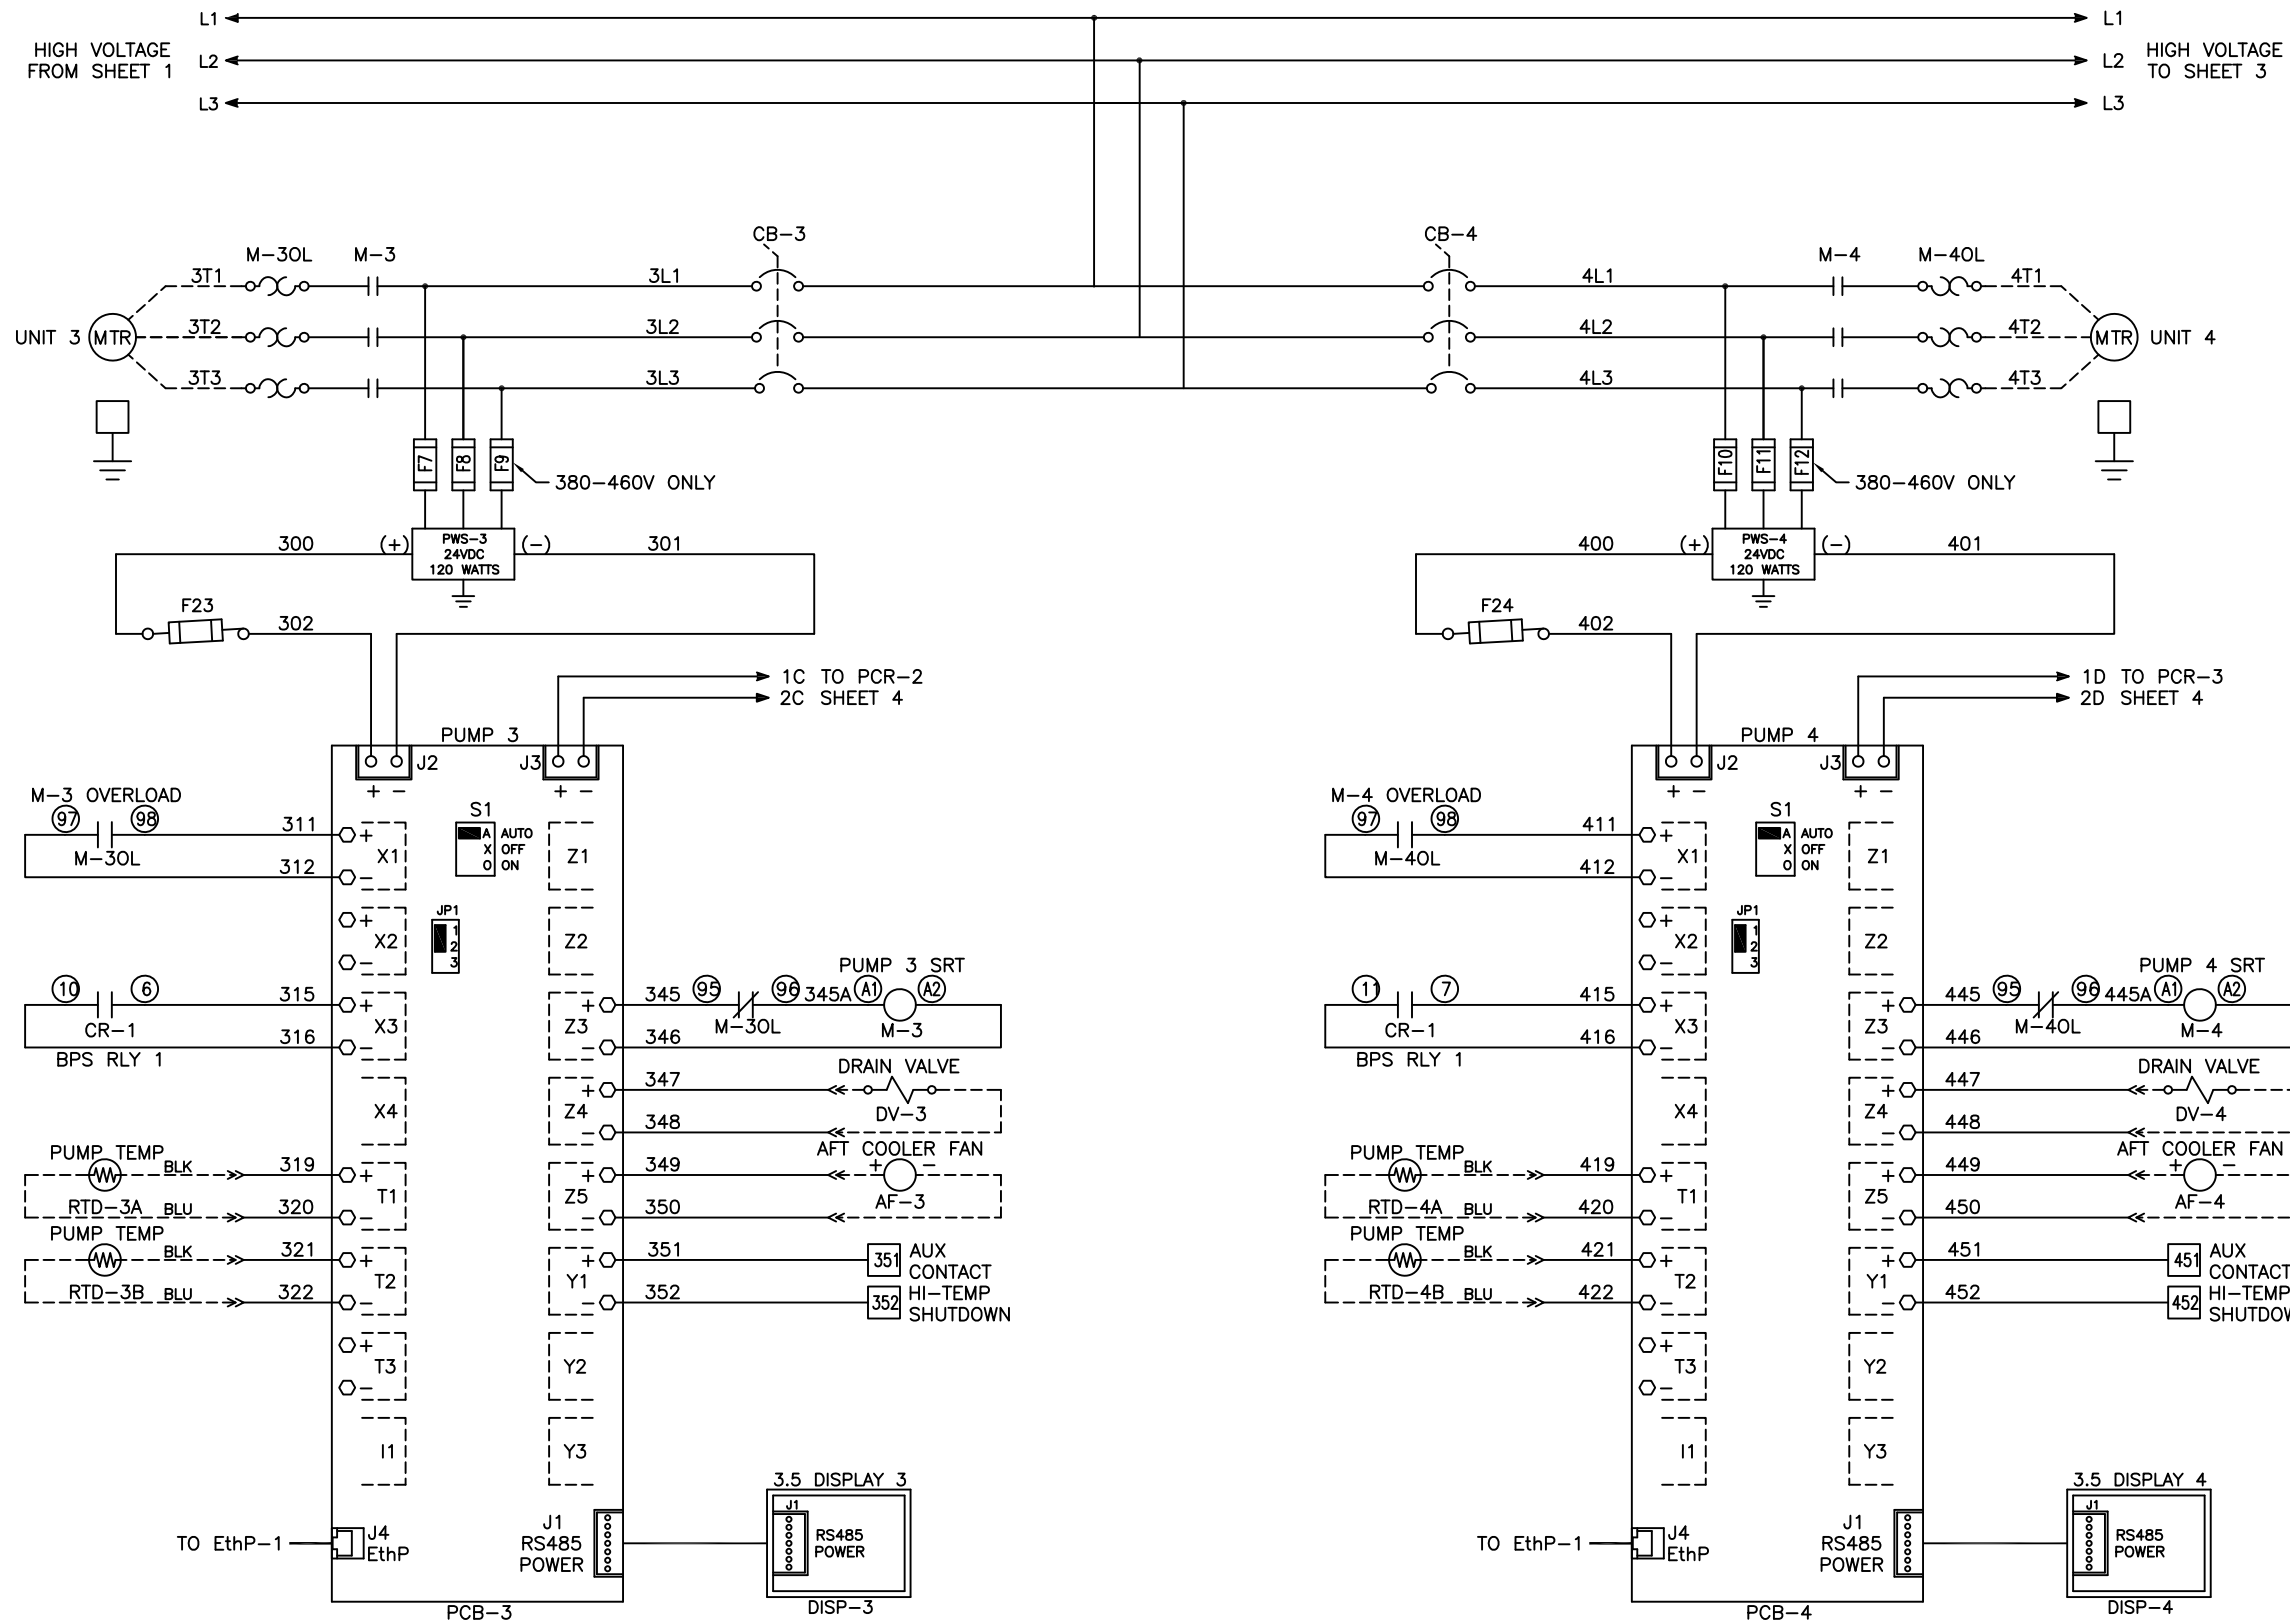 L1
L1
HIGH VOLTAGE
FROM SHEET 1
L2
L2
HIGH VOLTAGE
TO SHEET 3
L3
L3
CB-3
CB-4
M-3OL
M-3
M-4
M-4OL
3T1
3L1
4L1
4T1
UNIT 3
MTR
3T2
3L2
4L2
4T2
MTR
UNIT 4
3T3
3L3
4L3
4T3
F7
F8
F9
380-460V ONLY
F10
F11
F12
380-460V ONLY
300
(+)
PWS-3
24VDC
120 WATTS
(-)
301
400
(+)
PWS-4
24VDC
120 WATTS
(-)
401
F23
302
F24
402
1C TO PCR-2
2C SHEET 4
1D TO PCR-3
2D SHEET 4
PUMP 3
J2
J3
+ -
+ -
M-3 OVERLOAD
97
98
M-3OL
311
312
+
-
X1
S1
A AUTO
X OFF
O ON
Z1
JP1
1
2
3
+
-
X2
Z2
10
6
CR-1
BPS RLY 1
315
316
+
-
X3
Z3
+
-
345
346
95
96
M-3OL
345A
PUMP 3 SRT
A1
A2
M-3
X4
Z4
+
-
347
348
DRAIN VALVE
DV-3
PUMP TEMP
BLK
319
RTD-3A
BLU
320
+
-
T1
Z5
+
-
349
350
AFT COOLER FAN
+ -
AF-3
PUMP TEMP
BLK
321
RTD-3B
BLU
322
+
-
T2
Y1
+
-
351
352
351
AUX
CONTACT
352
HI-TEMP
SHUTDOWN
+
-
T3
Y2
I1
Y3
TO EthP-1
J4
EthP
J1
RS485
POWER
3.5 DISPLAY 3
J1
RS485
POWER
DISP-3
PCB-3
PUMP 4
J2
J3
+ -
+ -
M-4 OVERLOAD
97
98
M-4OL
411
412
+
-
X1
S1
A AUTO
X OFF
O ON
Z1
JP1
1
2
3
+
-
X2
Z2
11
7
CR-1
BPS RLY 1
415
416
+
-
X3
Z3
+
-
445
446
95
96
M-4OL
445A
PUMP 4 SRT
A1
A2
M-4
X4
Z4
+
-
447
448
DRAIN VALVE
DV-4
PUMP TEMP
BLK
419
RTD-4A
BLU
420
+
-
T1
Z5
+
-
449
450
AFT COOLER FAN
+ -
AF-4
PUMP TEMP
BLK
421
RTD-4B
BLU
422
+
-
T2
Y1
+
-
451
452
451
AUX
CONTACT
452
HI-TEMP
+
-
T3
Y2
I1
Y3
TO EthP-1
J4
EthP
J1
RS485
POWER
3.5 DISPLAY 4
J1
RS485
POWER
DISP-4
PCB-4